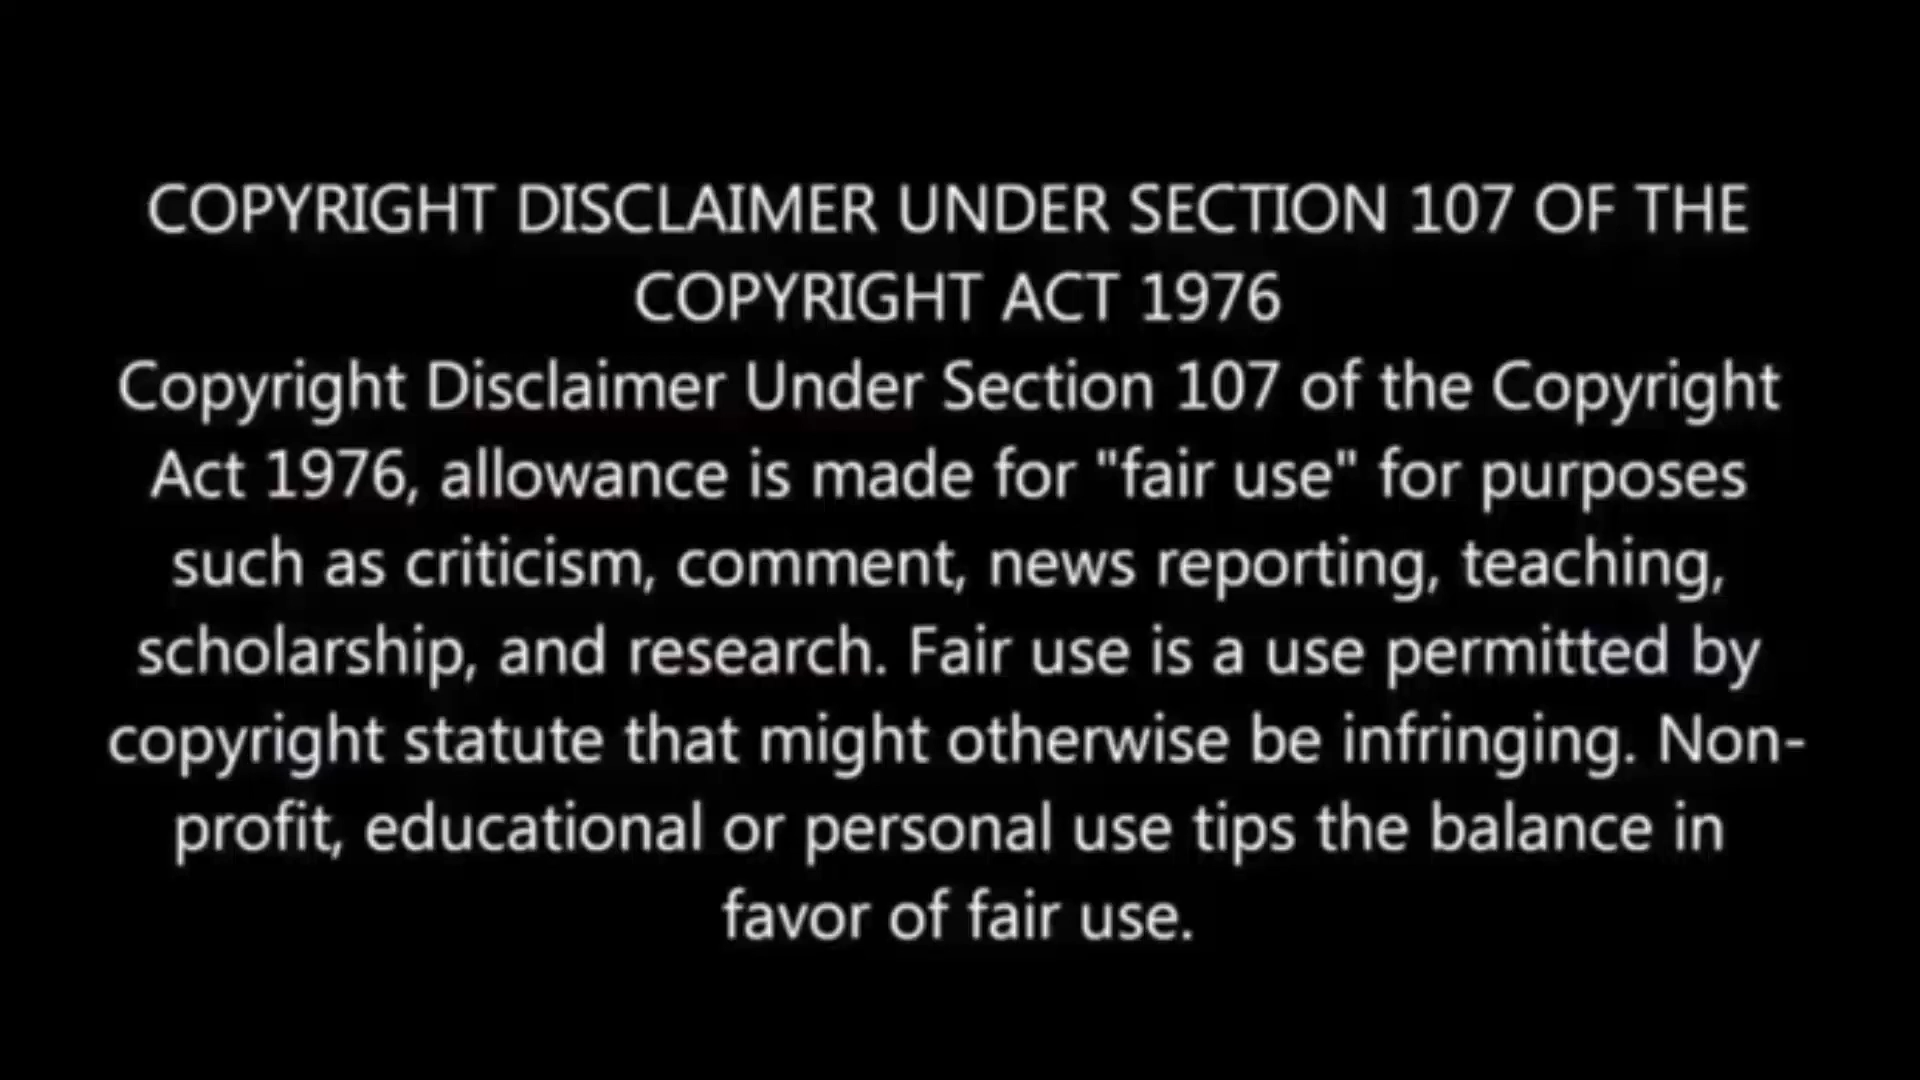 COPYRIGHT DISCLAIMER UNDER SECTION 107 OF THE
COPYRIGHT ACT 1976
Copyright Disclaimer Under Section 107 of the Copyright
Act 1976, allowance is made for "fair use" for purposes
such as criticism, comment, news reporting, teaching,
scholarship, and research. Fair use is a use permitted by
copyright statute that might otherwise be infringing. Non-
profit, educational or personal use tips the balance in
favor of fair use.